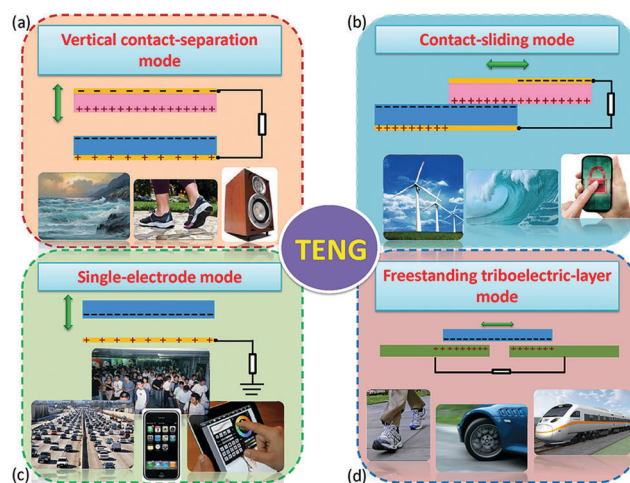 (a)
Vertical contact-separation
mode
(b)
Contact-sliding mode
TENG
Single-electrode mode
(c)
Freestanding triboelectric-layer
mode
(d)